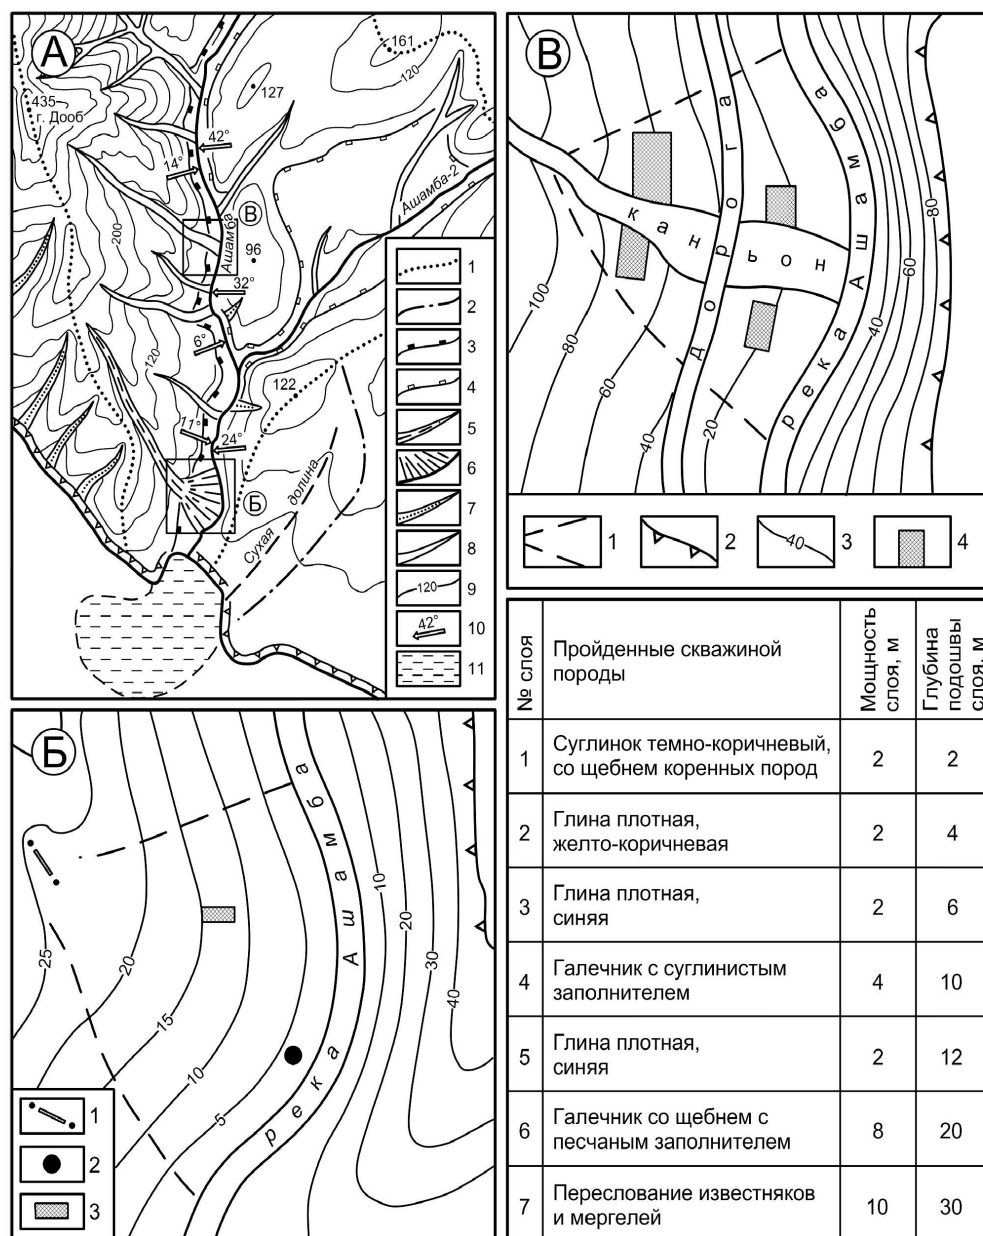 А
435
г. Дооб
161
120
127
42°
14°
200
Ашамба
В
96
Ашамба-2
32°
6°
120
122
11°
24°
Б
Сухая долина
1
2
3
4
5
6
7
8
120
9
42°
10
11
В
100
80
60
40
20
дорога
каньон
река Ашамба
40
60
80
1
2
40
3
4
Б
25
20
15
10
5
река Ашамба
10
20
30
40
1
2
3
№ слоя
Пройденные скважиной
породы
Мощность
слоя, м
Глубина
подошвы
слоя, м
1
Суглинок темно-коричневый,
со щебнем коренных пород
2
2
2
Глина плотная,
желто-коричневая
2
4
3
Глина плотная,
синяя
2
6
4
Галечник с суглинистым
заполнителем
4
10
5
Глина плотная,
синяя
2
12
6
Галечник со щебнем с
песчаным заполнителем
8
20
7
Переслование известняков
и мергелей
10
30